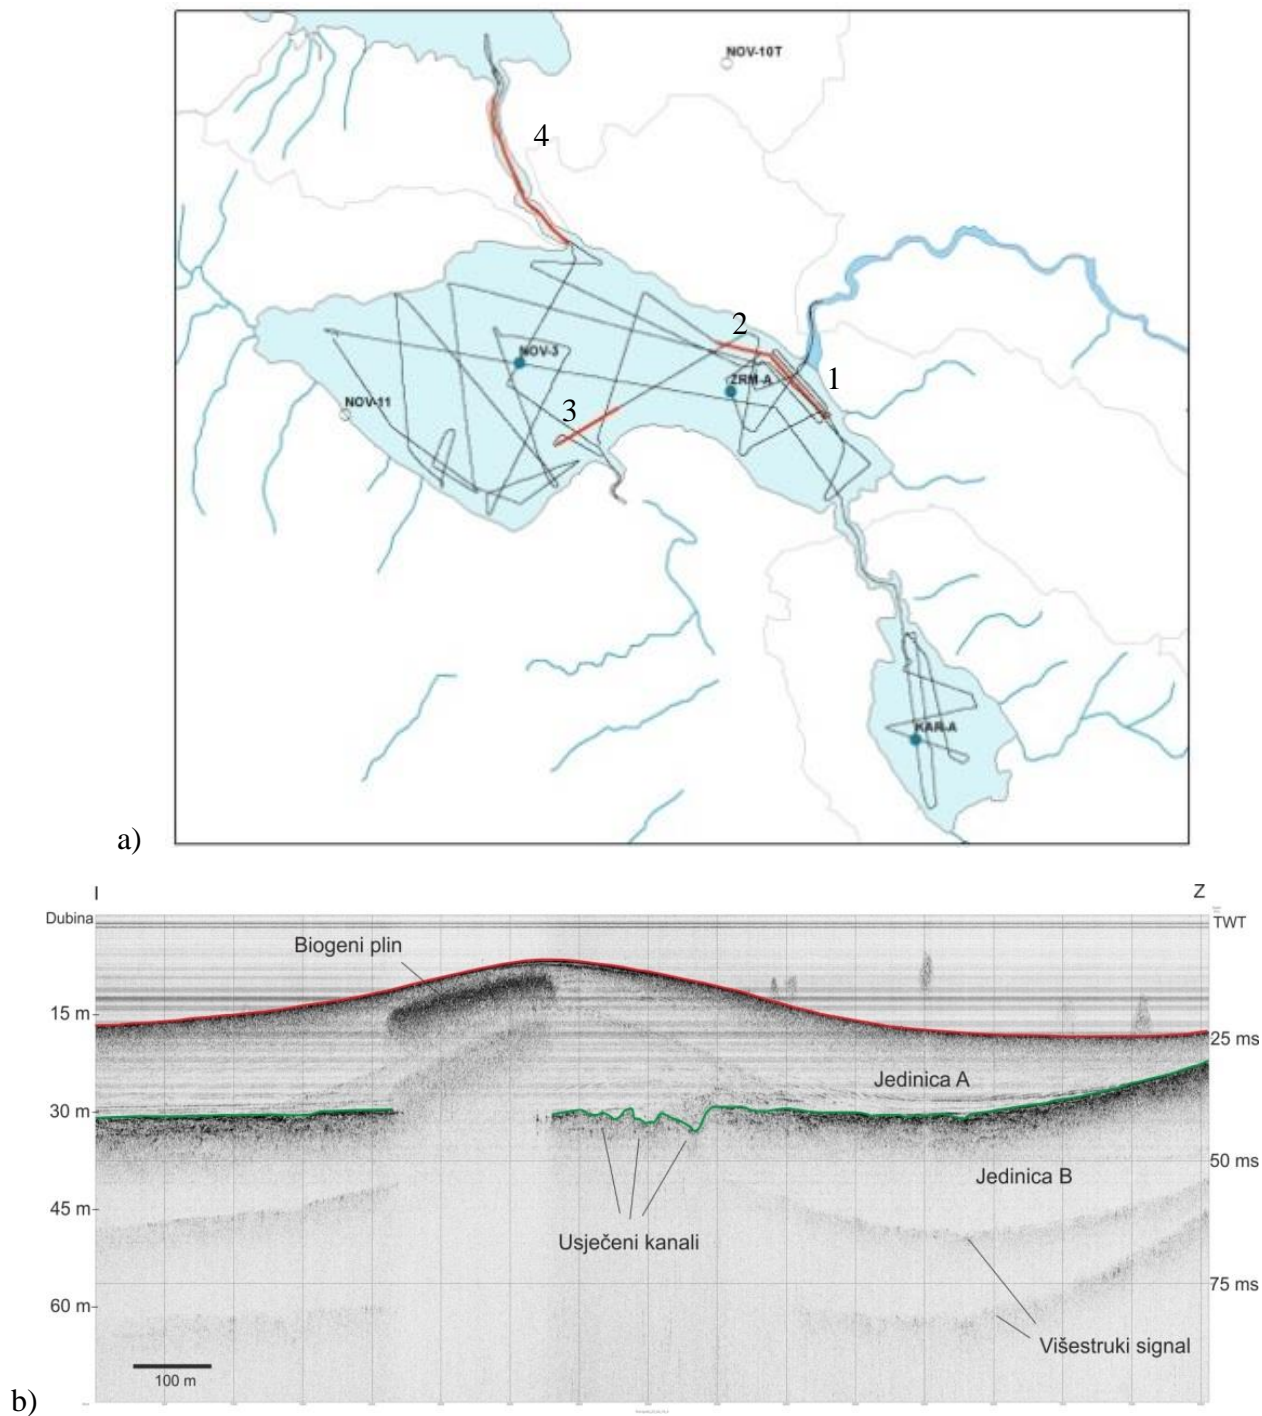 NOV-10T
4
2
NOV-3
ZRM-A
1
NOV-11
3
KAR-A
a)
I
Z
Dubina
TWT
Biogeni plin
15 m
25 ms
Jedinica A
30 m
50 ms
Jedinica B
45 m
Usječeni kanali
75 ms
60 m
Višestruki signal
100 m
b)